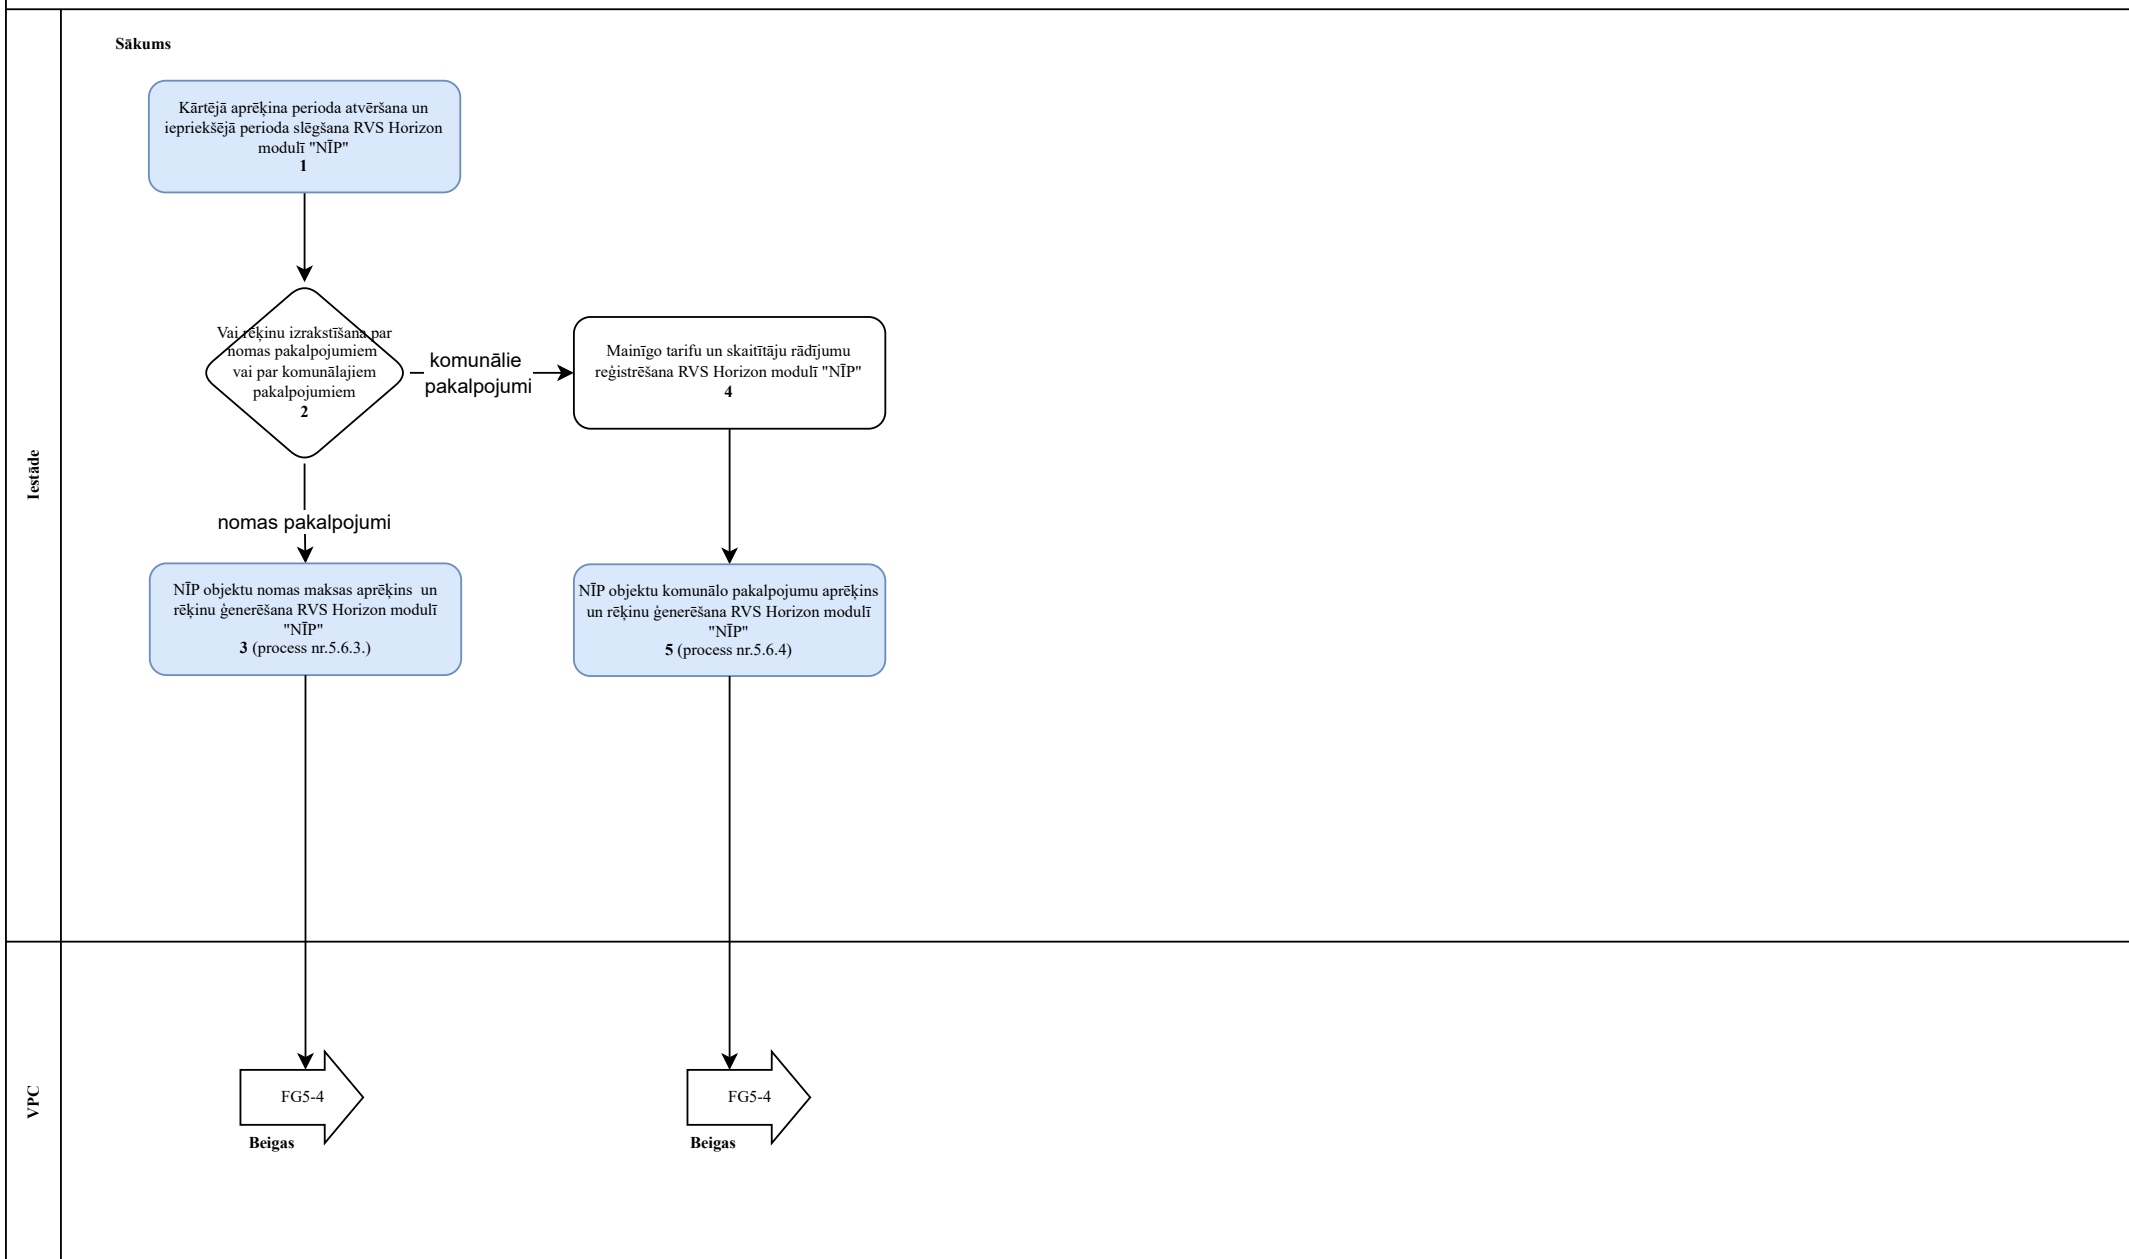 Sākums
Kārtējā aprēķina perioda atvēršana un
iepriekšējā perioda slēgšana RVS Horizon
modulī "NĪP"
1
Vai rēķinu izrakstīšana par
nomas pakalpojumiem
vai par komunālajiem
pakalpojumiem
2
komunālie
pakalpojumi
Mainīgo tarifu un skaitītāju rādījumu
reģistrēšana RVS Horizon modulī "NĪP"
4
Iestāde
nomas pakalpojumi
NĪP objektu nomas maksas aprēķins  un
rēķinu ģenerēšana RVS Horizon modulī
"NĪP"
3 (process nr.5.6.3.)
NĪP objektu komunālo pakalpojumu aprēķins
un rēķinu ģenerēšana RVS Horizon modulī
"NĪP"
5 (process nr.5.6.4)
VPC
FG5-4
Beigas
FG5-4
Beigas